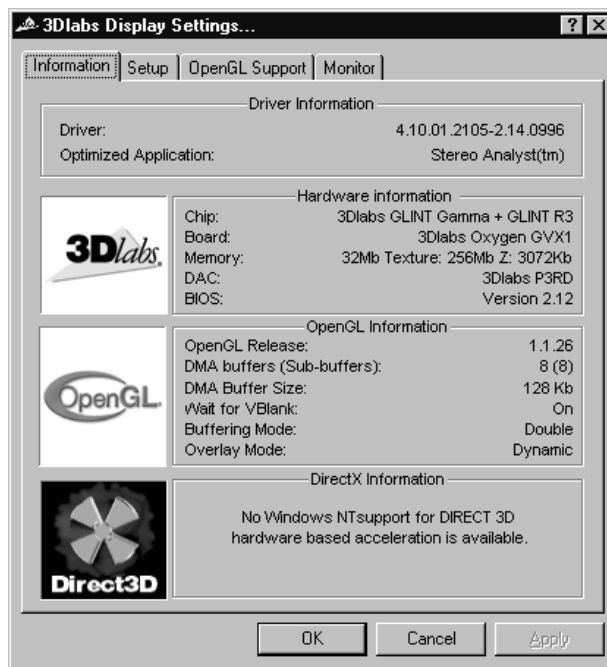 3Dlabs Display Settings...
Information Setup OpenGL Support Monitor
Driver Information
Driver: 4.10.01.2105-2.14.0996
Optimized Application: Stereo Analyst(tm)
Hardware information
3Dlabs.
Chip: 3Dlabs GLINT Gamma + GLINT R3
Board: 3Dlabs Oxygen GVX1
Memory: 32Mb Texture: 256Mb Z: 3072Kb
DAC: 3Dlabs P3RD
BIOS: Version 2.12
OpenGL Information
OpenGL.
OpenGL Release: 1.1.26
DMA buffers (Sub-buffers): 8 (8)
DMA Buffer Size: 128 Kb
Wait for VBlank: On
Buffering Mode: Double
Overlay Mode: Dynamic
DirectX Information
No Windows NTsupport for DIRECT 3D
hardware based acceleration is available.
Direct3D
OK Cancel Apply